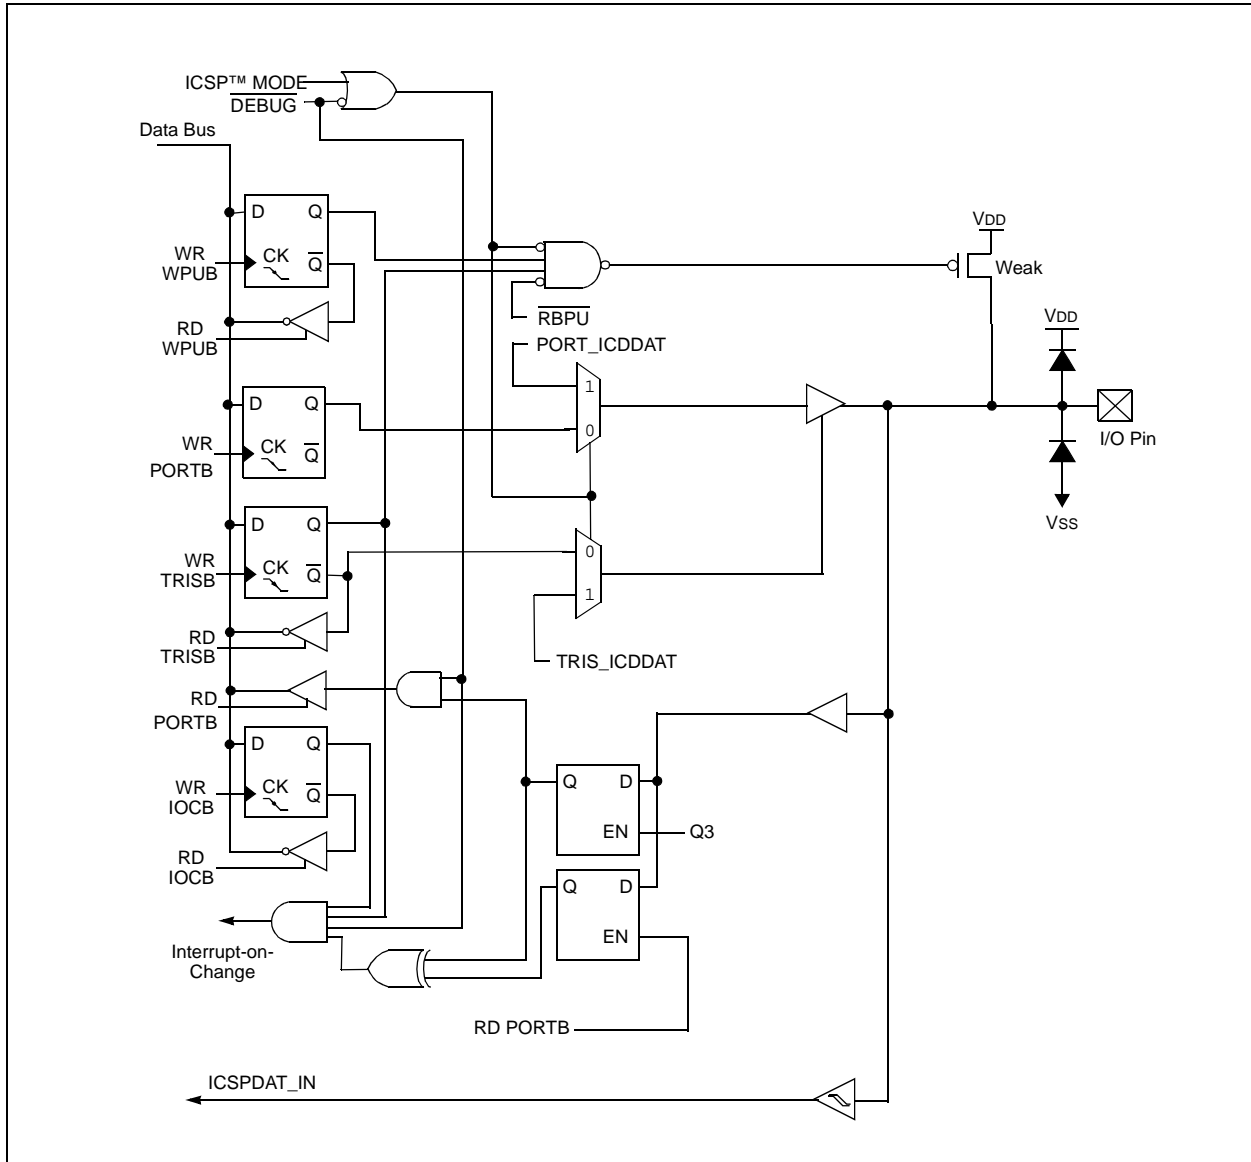 ICSP™ MODE
DEBUG
Data Bus
D Q
WR
WPUB
CK
Q
RD
WPUB
VDD
Weak
RBPU
PORT_ICDDAT
1
0
VDD
I/O Pin
VSS
D Q
WR
PORTB
CK
Q
D Q
WR
TRISB
CK
Q
0
1
RD
TRISB
TRIS_ICDDAT
RD
PORTB
D Q
WR
IOCB
CK
Q
Q D
EN
Q3
RD
IOCB
Q D
EN
Interrupt-on-
Change
RD PORTB
ICSPDAT_IN